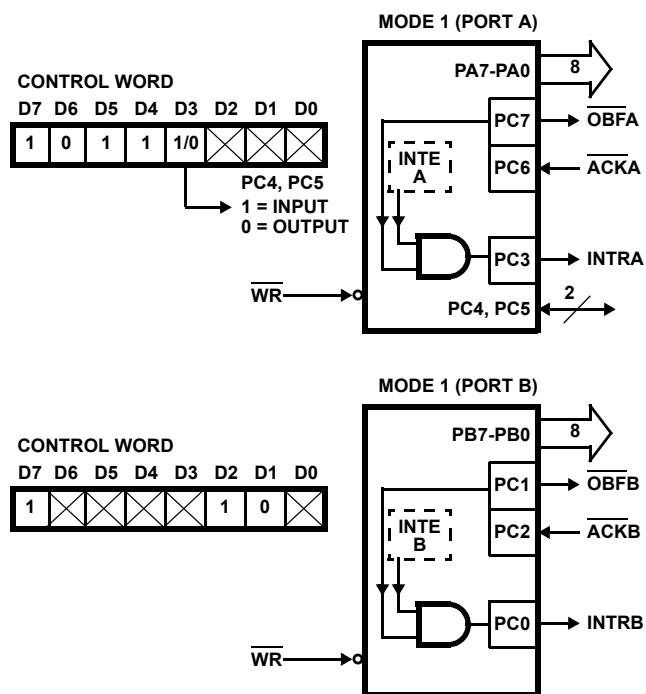 MODE 1 (PORT A)
CONTROL WORD
D7 D6 D5 D4 D3 D2 D1 D0
1 0 1 1 1/0
PC4, PC5
1 = INPUT
0 = OUTPUT
WR
PA7-PA0
8
PC7
OBFA
INTE
A
PC6
ACKA
PC3
INTRA
PC4, PC5
2
MODE 1 (PORT B)
CONTROL WORD
D7 D6 D5 D4 D3 D2 D1 D0
1 1 0
WR
PB7-PB0
8
PC1
OBFB
INTE
B
PC2
ACKB
PC0
INTRB